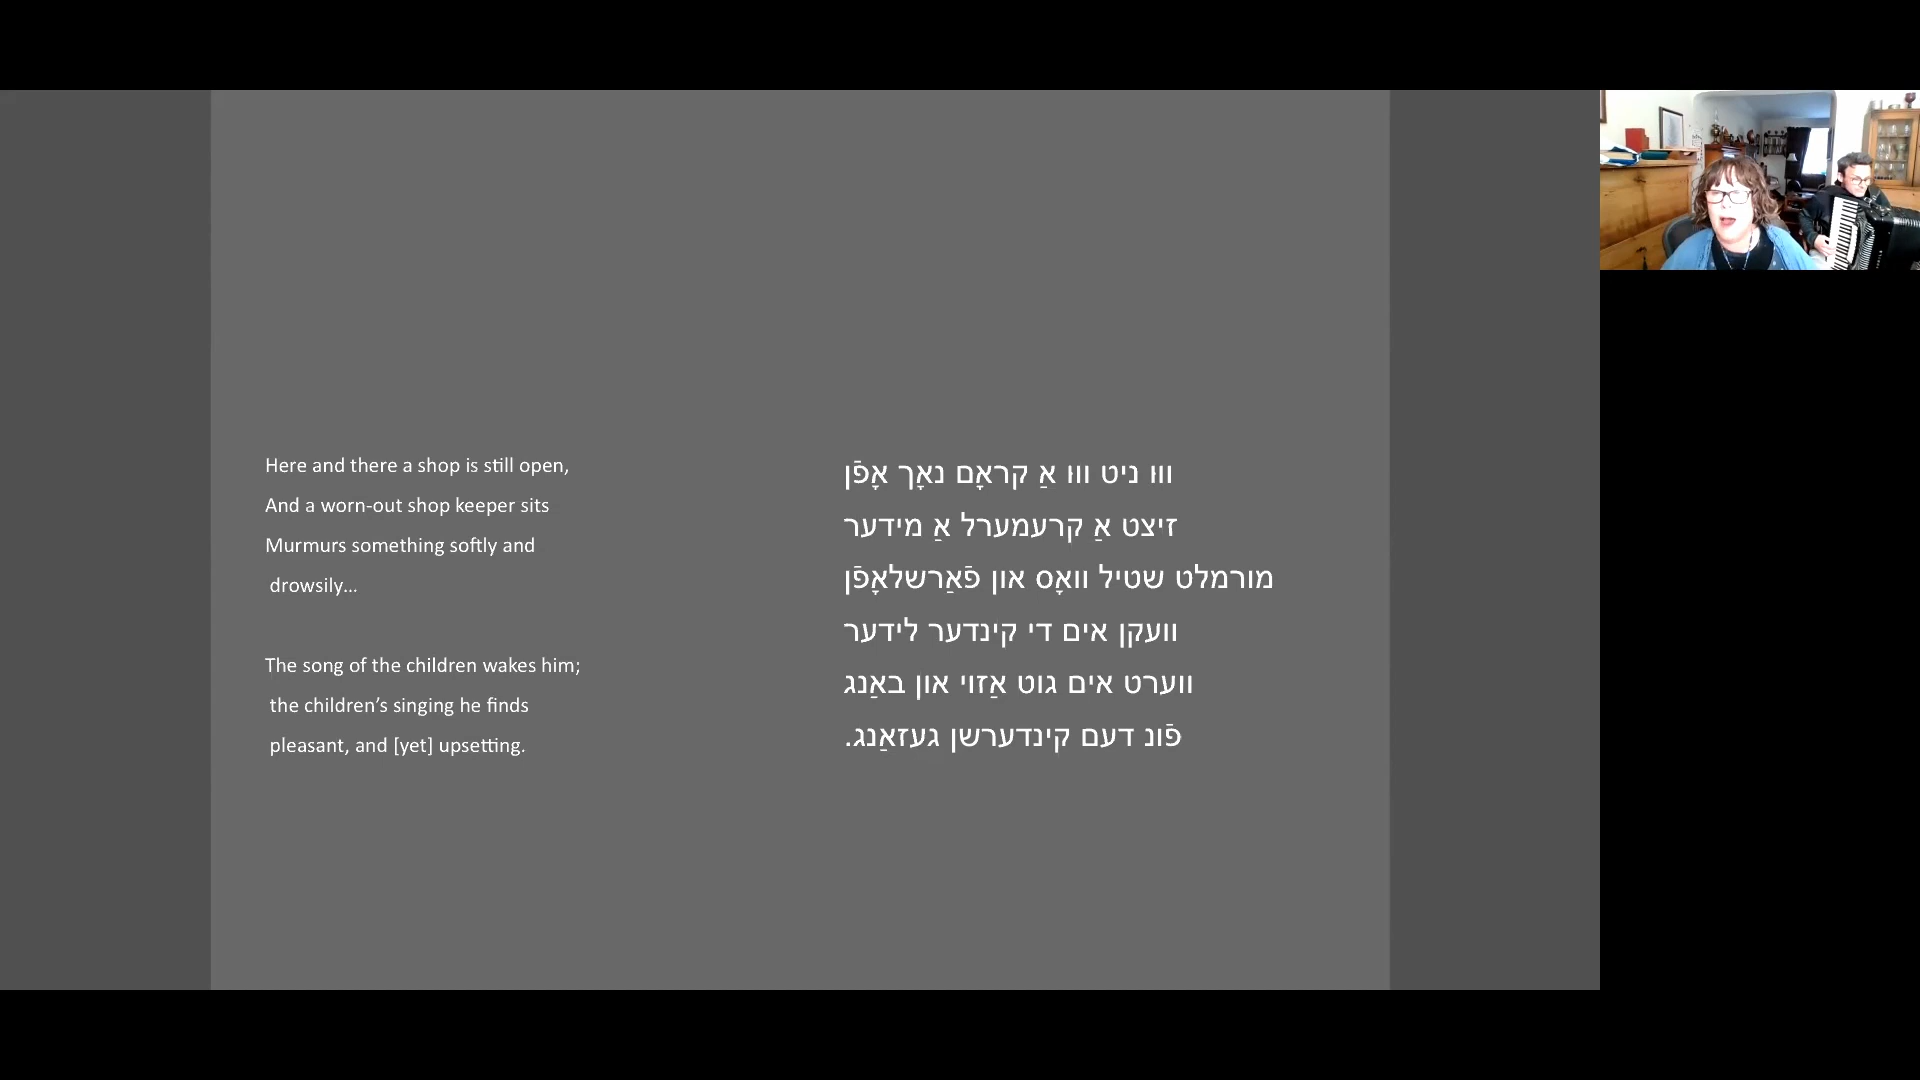 Here and there a shop is still open,
And a worn-out shop keeper sits
Murmurs something softly and
drowsily...
The song of the children wakes him;
the children’s singing he finds
pleasant, and [yet] upsetting.
וווּ ניט וווּ אַ קראָם נאָך אָפֿן
זיצט אַ קרעמערל אַ מידער
מורמלט שטיל וואָס און פֿאַרשלאָפֿן
וועקן אים די קינדער לידער
ווערט אים גוט אַזוי און באַנג
פֿונ דעם קינדערשן געזאַנג.